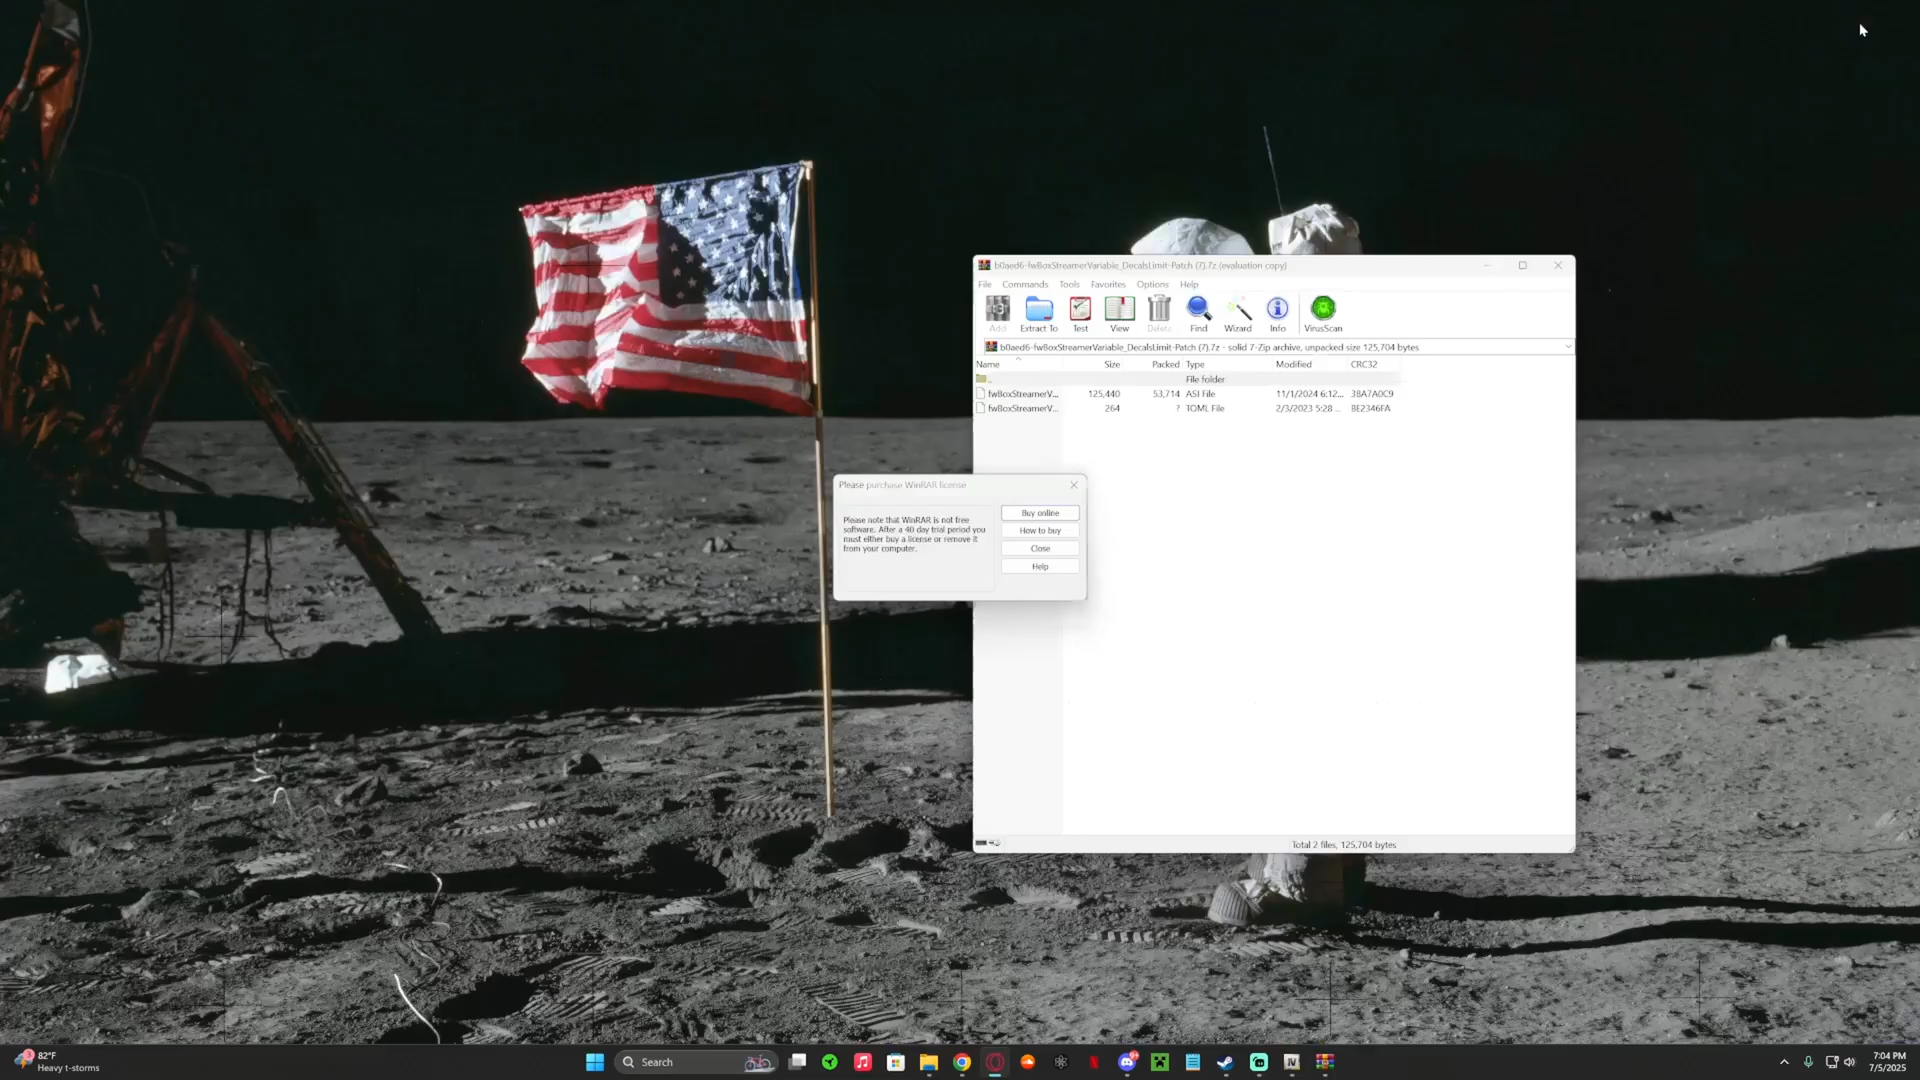 b0aed6-fwBoxStreamerVariable_DecalsLimit-Patch (7).7z (evaluation copy)
File Commands Tools Favorites Options Help
Add Extract To Test View Delete Find Wizard Info VirusScan
b0aed6-fwBoxStreamerVariable_DecalsLimit-Patch (7).7z - solid 7-Zip archive, unpacked size 125,704 bytes
Name Size Packed Type Modified CRC32
.. File folder
fwBoxStreamerV... 125,440 53,714 ASI File 11/1/2024 6:12... 38A7A0C9
fwBoxStreamerV... 264 ? TOML File 2/3/2023 5:28 ... BE2346FA
Please purchase WinRAR license
Please note that WinRAR is not free
software. After a 40 day trial period you
must either buy a license or remove it
from your computer.
Buy online
How to buy
Close
Help
Total 2 files, 125,704 bytes
82°F
Heavy t-storms
Search
IV
7:04 PM
7/5/2025